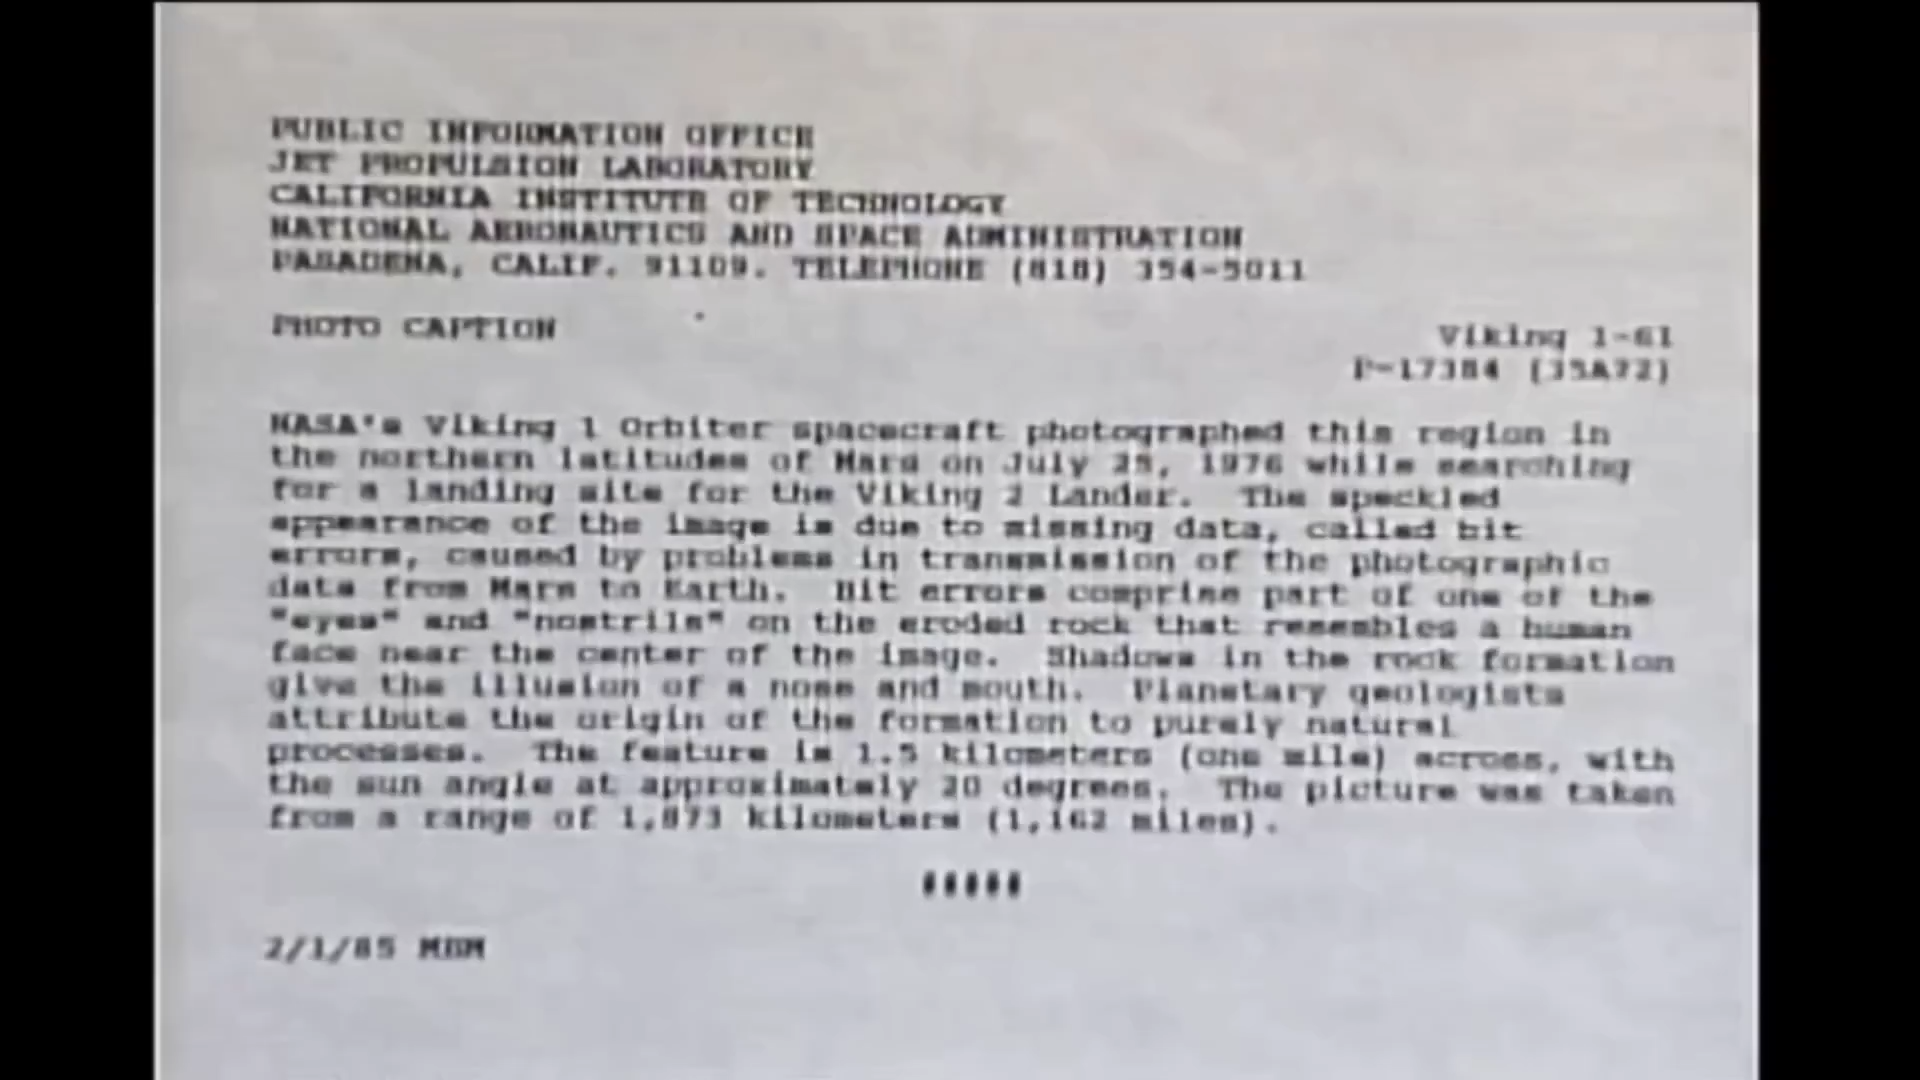 PUBLIC INFORMATION OFFICE
JET PROPULSION LABORATORY
CALIFORNIA INSTITUTE OF TECHNOLOGY
NATIONAL AERONAUTICS AND SPACE ADMINISTRATION
PASADENA, CALIF. 91109. TELEPHONE (818) 354-5011
PHOTO CAPTION
Viking 1-61
P-17384 (35A72)
NASA's Viking 1 Orbiter spacecraft photographed this region in
the northern latitudes of Mars on July 25, 1976 while searching
for a landing site for the Viking 2 Lander. The speckled
appearance of the image is due to missing data, called bit
errors, caused by problems in transmission of the photographic
data from Mars to Earth. Bit errors comprise part of one of the
"eyes" and "nostrils" on the eroded rock that resembles a human
face near the center of the image. Shadows in the rock formation
give the illusion of a nose and mouth. Planetary geologists
attribute the origin of the formation to purely natural
processes. The feature is 1.5 kilometers (one mile) across, with
the sun angle at approximately 20 degrees. The picture was taken
from a range of 1,873 kilometers (1,162 miles).
#####
2/1/85 MBM